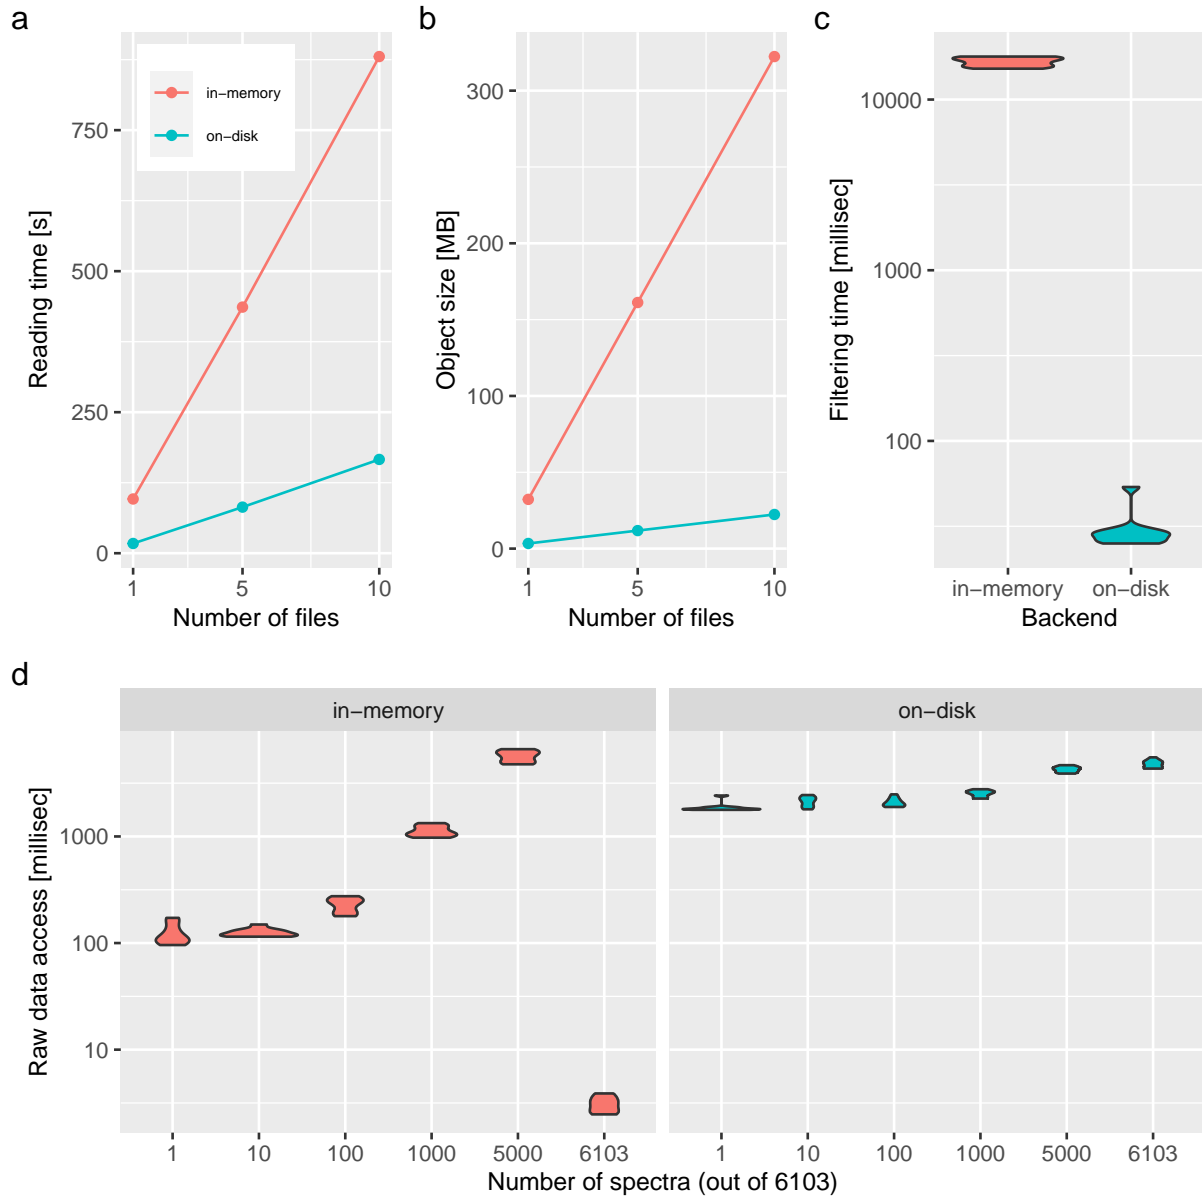 a
b
c
in−memory
on−disk
750
500
250
0
Reading time [s]
1 5 10
Number of files
300
200
100
0
Object size [MB]
1 5 10
Number of files
10000
1000
100
Filtering time [millisec]
in−memory on−disk
Backend
d
in−memory on−disk
1000
100
10
Raw data access [millisec]
1 10 100 1000 5000 6103 1 10 100 1000 5000 6103
Number of spectra (out of 6103)